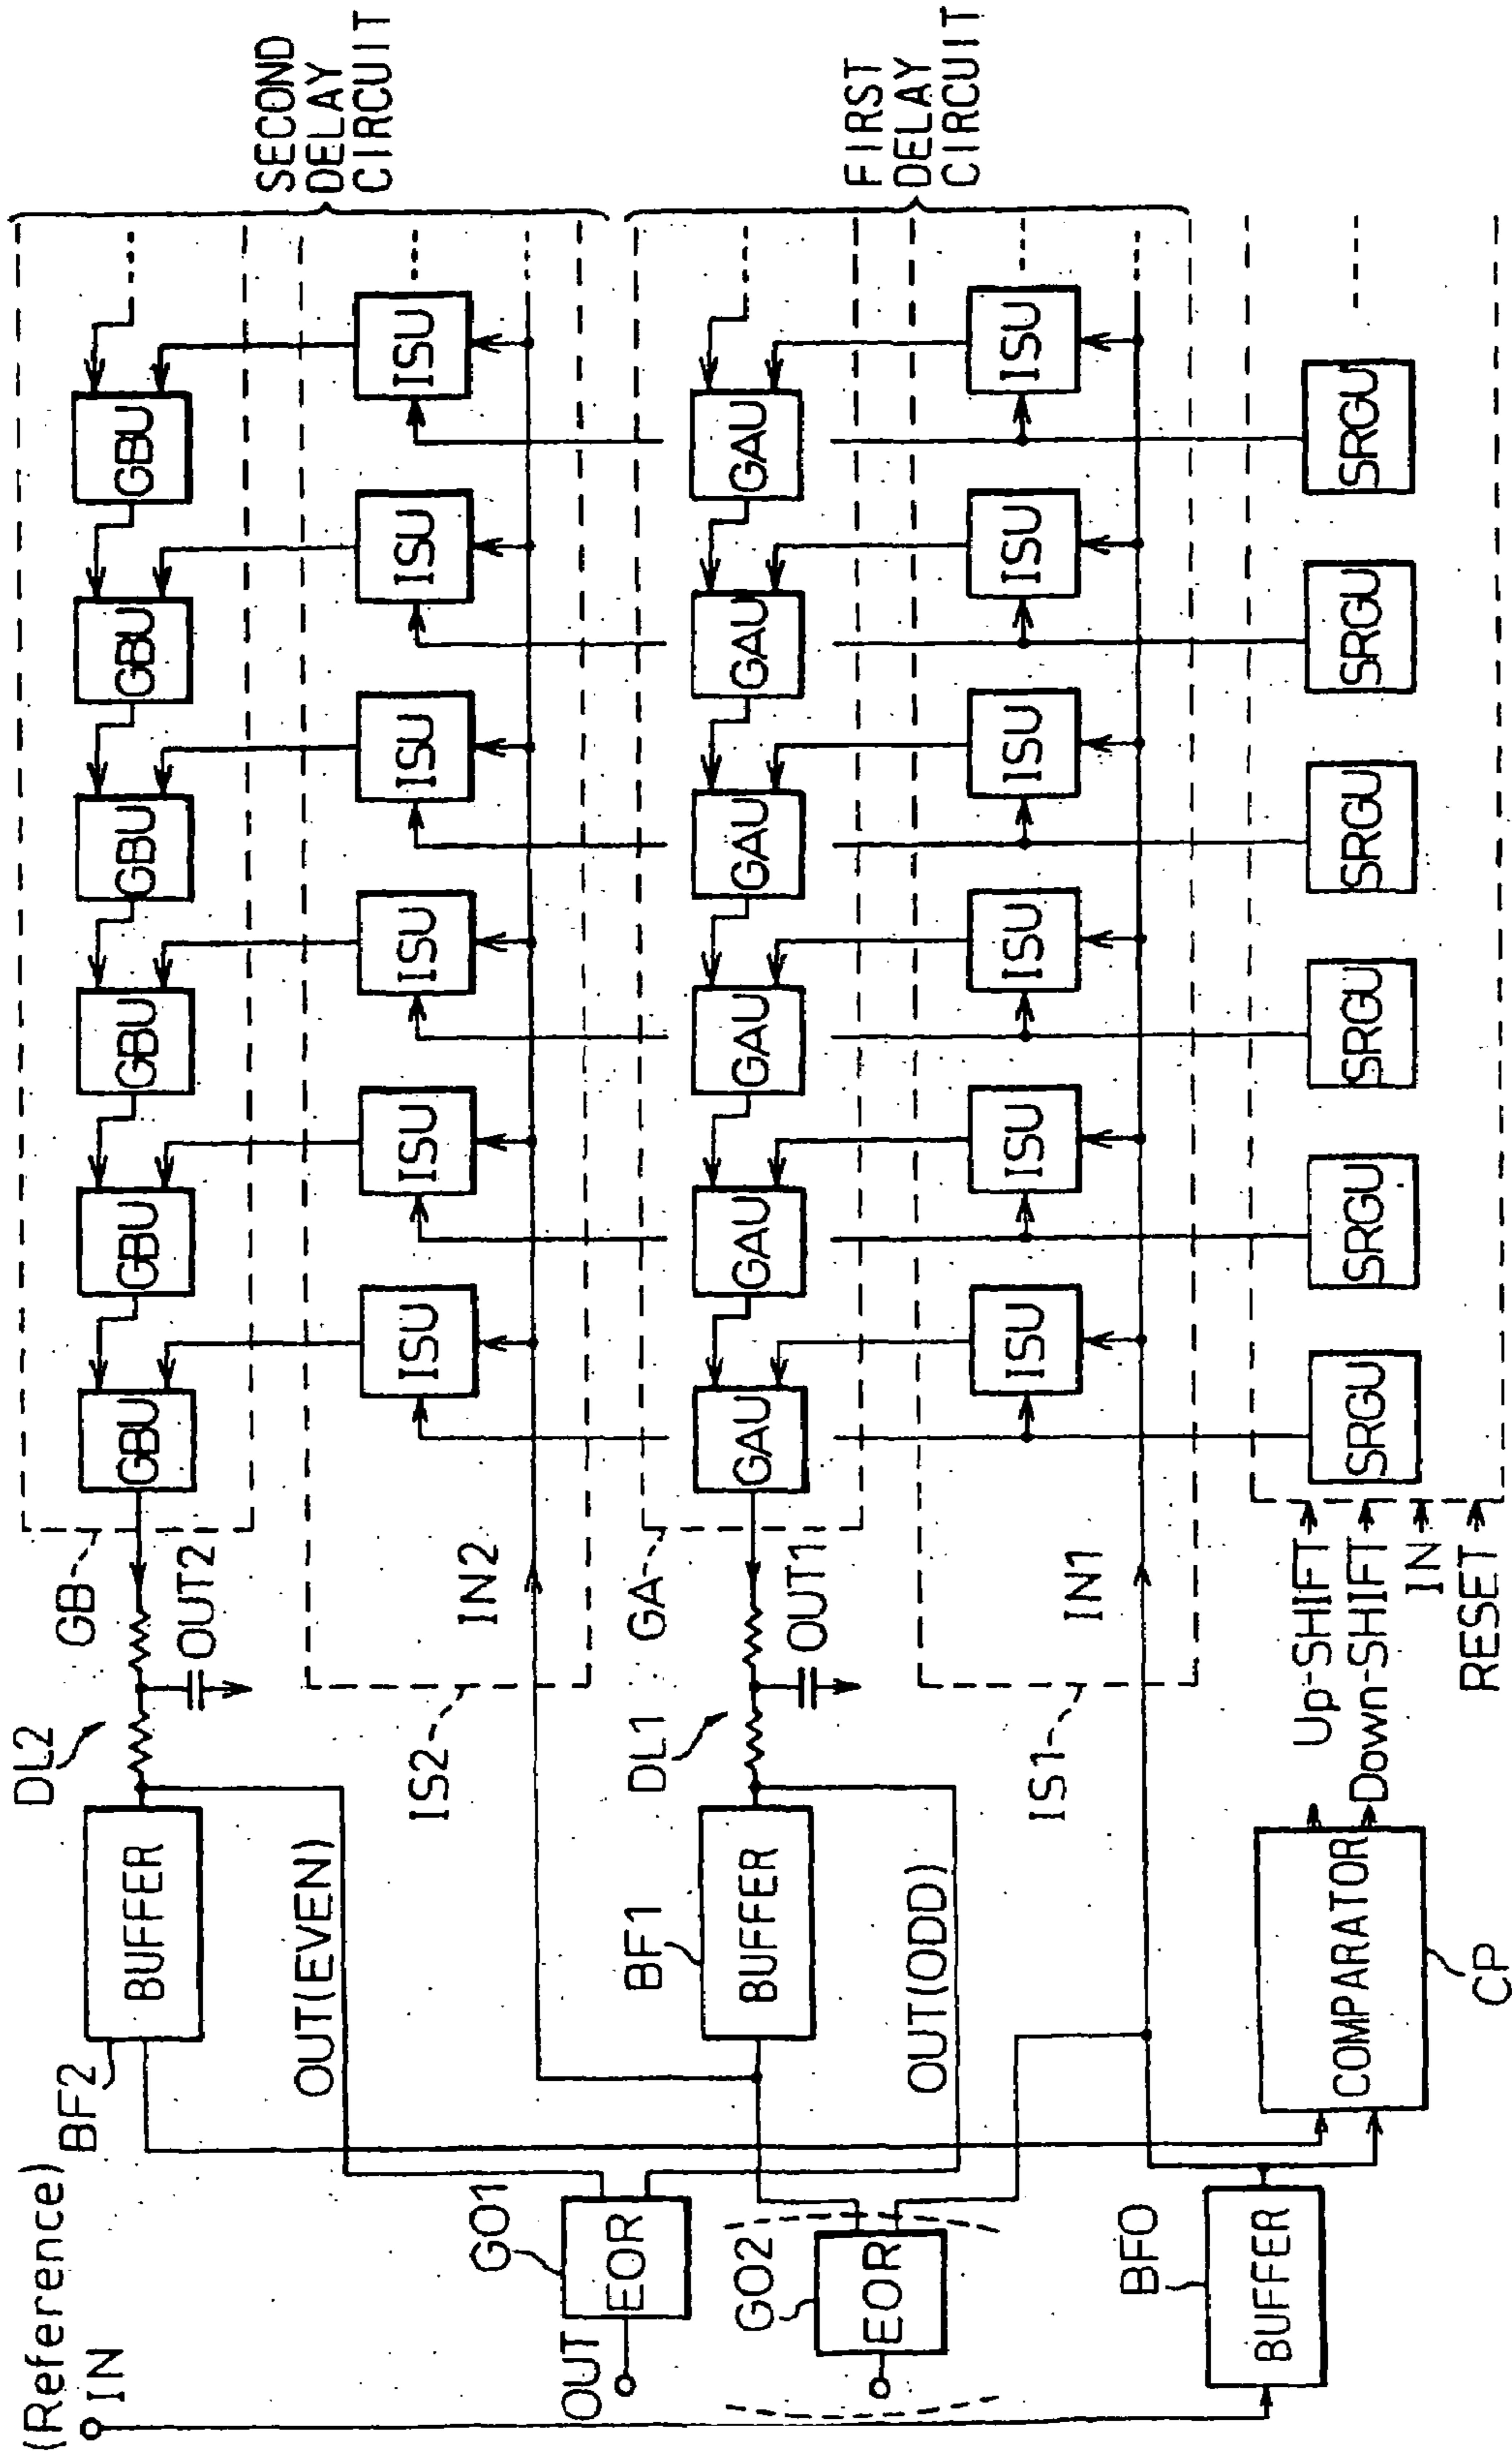 (Reference)
IN
BF2
BUFFER
DL2
GB
OUT2
GBU
GBU
GBU
GBU
GBU
GBU
SECOND
DELAY
CIRCUIT
OUT(EVEN)
IS2
IN2
ISU
ISU
ISU
ISU
ISU
ISU
GO1
EOR
OUT
BF1
BUFFER
DL1
GA
OUT1
GAU
GAU
GAU
GAU
GAU
GAU
FIRST
DELAY
CIRCUIT
GO2
EOR
OUT(ODD)
IS1
IN1
ISU
ISU
ISU
ISU
ISU
ISU
BFO
BUFFER
COMPARATOR
CP
Up-SHIFT
Down-SHIFT
IN
RESET
SRGU
SRGU
SRGU
SRGU
SRGU
SRGU